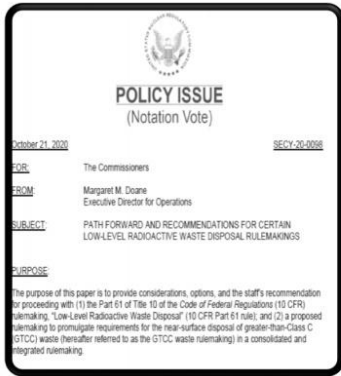 POLICY ISSUE
(Notation Vote)
October 21, 2020 SECY-20-0098
FOR: The Commissioners
FROM: Margaret M. Doane
Executive Director for Operations
SUBJECT: PATH FORWARD AND RECOMMENDATIONS FOR CERTAIN
LOW-LEVEL RADIOACTIVE WASTE DISPOSAL RULEMAKINGS
PURPOSE:
The purpose of this paper is to provide considerations, options, and the staff's recommendation
for proceeding with (1) the Part 61 of Title 10 of the Code of Federal Regulations (10 CFR)
rulemaking, "Low-Level Radioactive Waste Disposal" (10 CFR Part 61 rule); and (2) a proposed
rulemaking to promulgate requirements for the near-surface disposal of greater-than-Class C
(GTCC) waste (hereafter referred to as the GTCC waste rulemaking) in a consolidated and
integrated rulemaking.